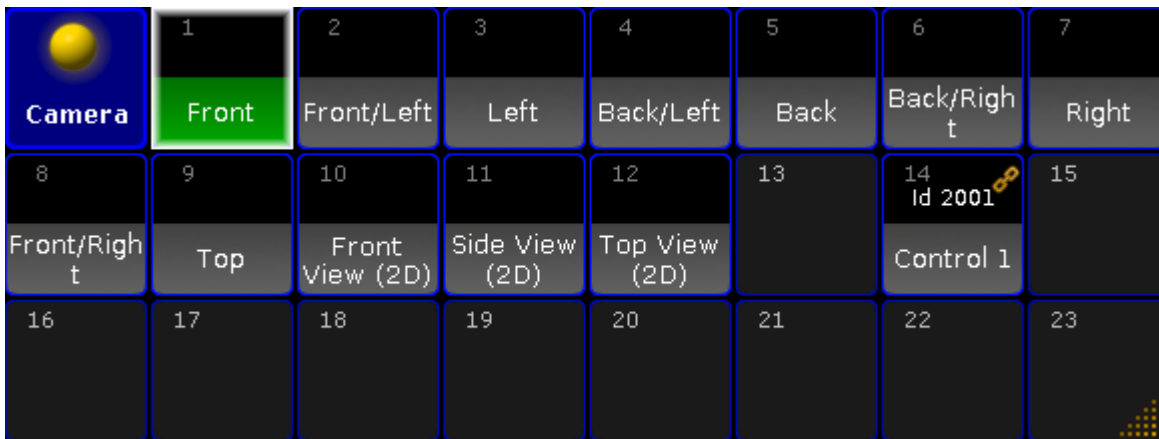 1
2
3
4
5
6
7
Camera
Front
Front/Left
Left
Back/Left
Back
Back/Righ
t
Right
8
9
10
11
12
13
14
Id 2001
15
Front/Righ
t
Top
Front
View (2D)
Side View
(2D)
Top View
(2D)
Control 1
16
17
18
19
20
21
22
23